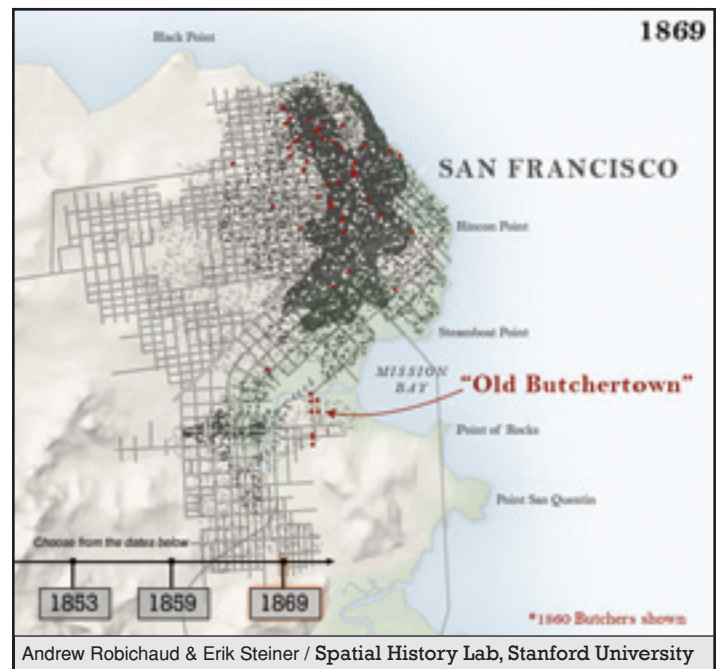 1869
Black Point
SAN FRANCISCO
Rincon Point
Steamboat Point
MISSION
BAY
"Old Butchertown"
Point of Rocks
Point San Quentin
Choose from the dates below
1853
1859
1869
*1860 Butchers shown
Andrew Robichaud & Erik Steiner / Spatial History Lab, Stanford University